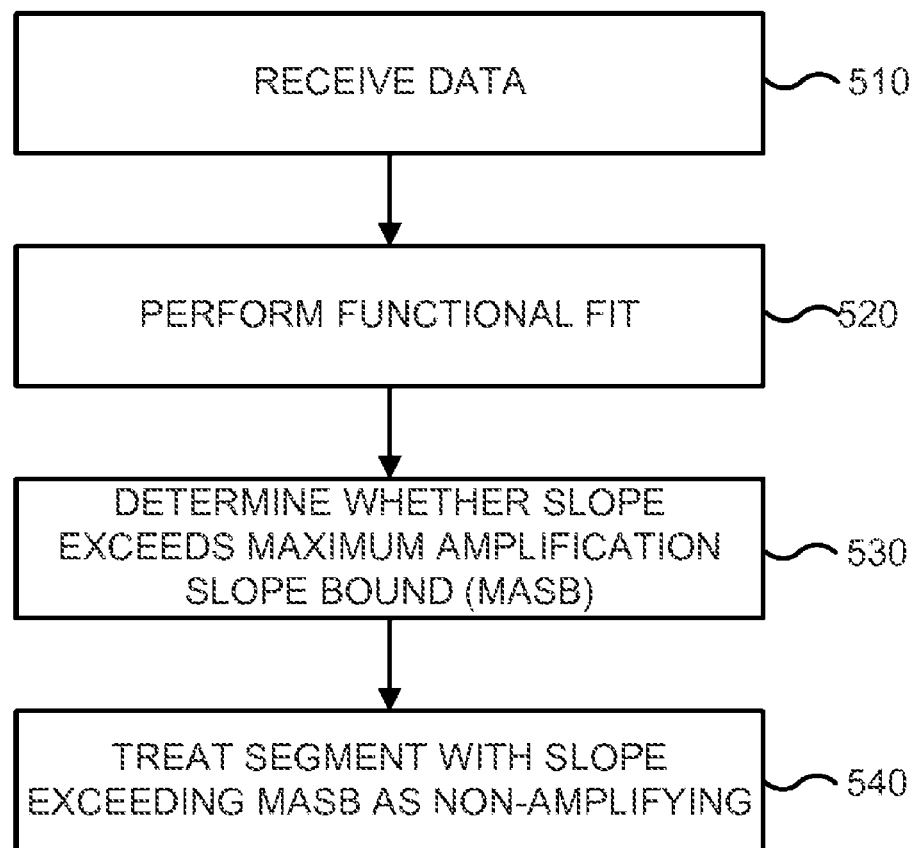 RECEIVE DATA
510
PERFORM FUNCTIONAL FIT
520
DETERMINE WHETHER SLOPE
EXCEEDS MAXIMUM AMPLIFICATION
SLOPE BOUND (MASB)
530
TREAT SEGMENT WITH SLOPE
EXCEEDING MASB AS NON-AMPLIFYING
540